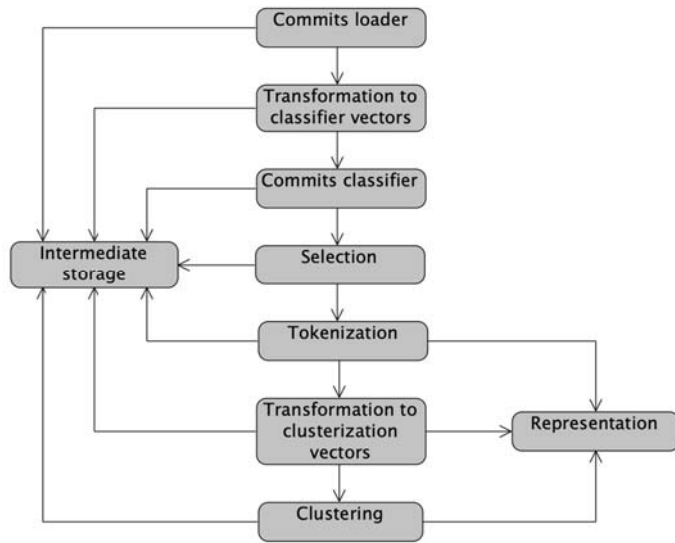 Commits loader
Transformation to
classifier vectors
Commits classifier
Intermediate
storage
Selection
Tokenization
Transformation to
clusterization
vectors
Representation
Clustering